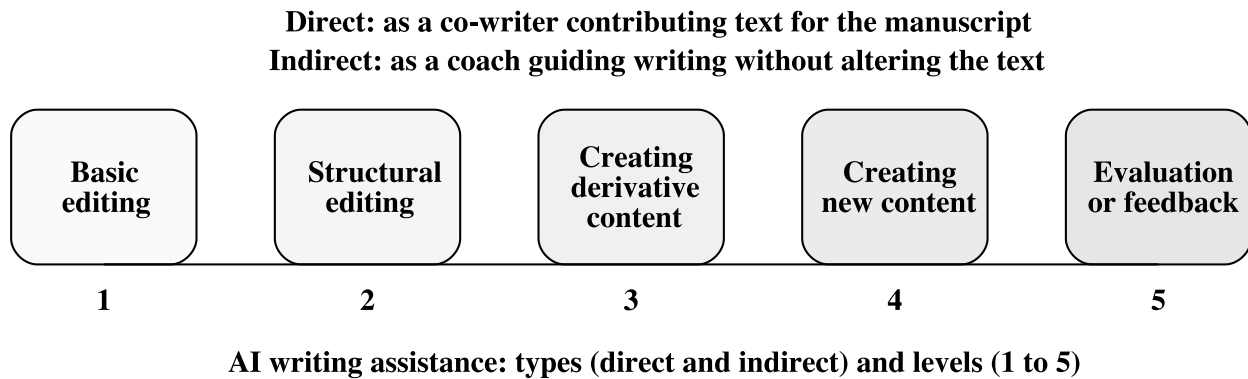 Direct: as a co-writer contributing text for the manuscript
Indirect: as a coach guiding writing without altering the text
Basic
editing
Structural
editing
Creating
derivative
content
Creating
new content
Evaluation
or feedback
1
2
3
4
5
AI writing assistance: types (direct and indirect) and levels (1 to 5)